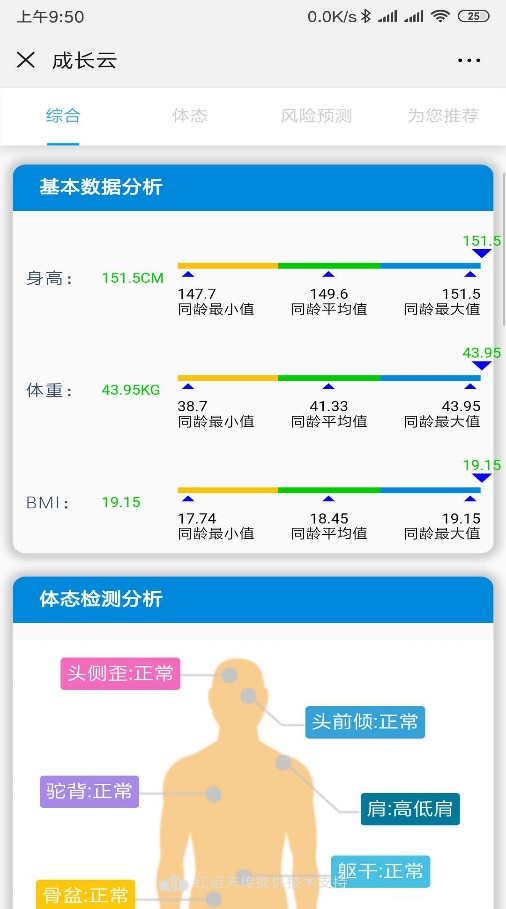 上午9:50
0.0K/s
25
成长云
综合
体态
风险预测
为您推荐
基本数据分析
151.5
身高：
151.5CM
147.7
149.6
151.5
同龄最小值
同龄平均值
同龄最大值
43.95
体重：
43.95KG
38.7
41.33
43.95
同龄最小值
同龄平均值
同龄最大值
19.15
BMI：
19.15
17.74
18.45
19.15
同龄最小值
同龄平均值
同龄最大值
体态检测分析
头侧歪:正常
头前倾:正常
驼背:正常
肩:高低肩
躯干:正常
提供技术支持
骨盆:正常